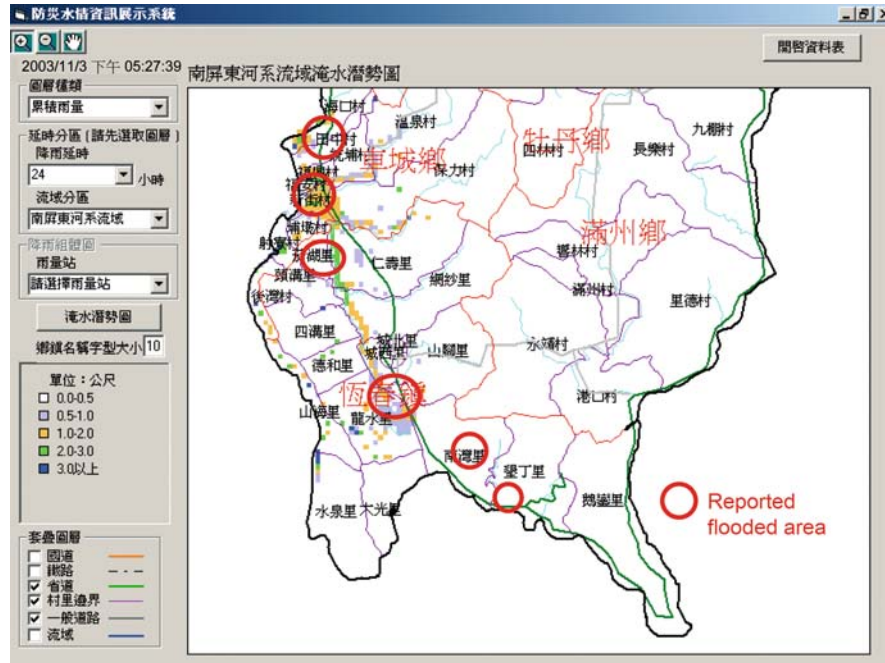 防災水情資訊展示系統
開啓資料表
2003/11/3 下午 05:27:39
南屏東河系流域淹水潛勢圖
圖層種類
累積雨量
延時分區(請先選取圖層)
降雨延時
24 小時
流域分區
南屏東河系流域
降雨組體圖
雨量站
請選擇雨量站
淹水潛勢圖
鄉鎮名稱字型大小 10
單位:公尺
0.0-0.5
0.5-1.0
1.0-2.0
2.0-3.0
3.0以上
套疊圖層
國道
鐵路
省道
村里邊界
一般道路
流域
海口村
溫泉村
九棚村
田中村
牡丹鄉
四林村
長樂村
車城鄉
保力村
福安村
新街村
埔墘村
射寮村
滿州鄉
響林村
仁壽里
頭溝里
網紗里
滿州村
里德村
後灣村
四溝里
城北里
城西里
山腳里
永靖村
德和里
恆春鎮
港口村
山海里
龍水里
南灣里
墾丁里
鵝鑾里
水泉里
大光里
Reported
flooded area